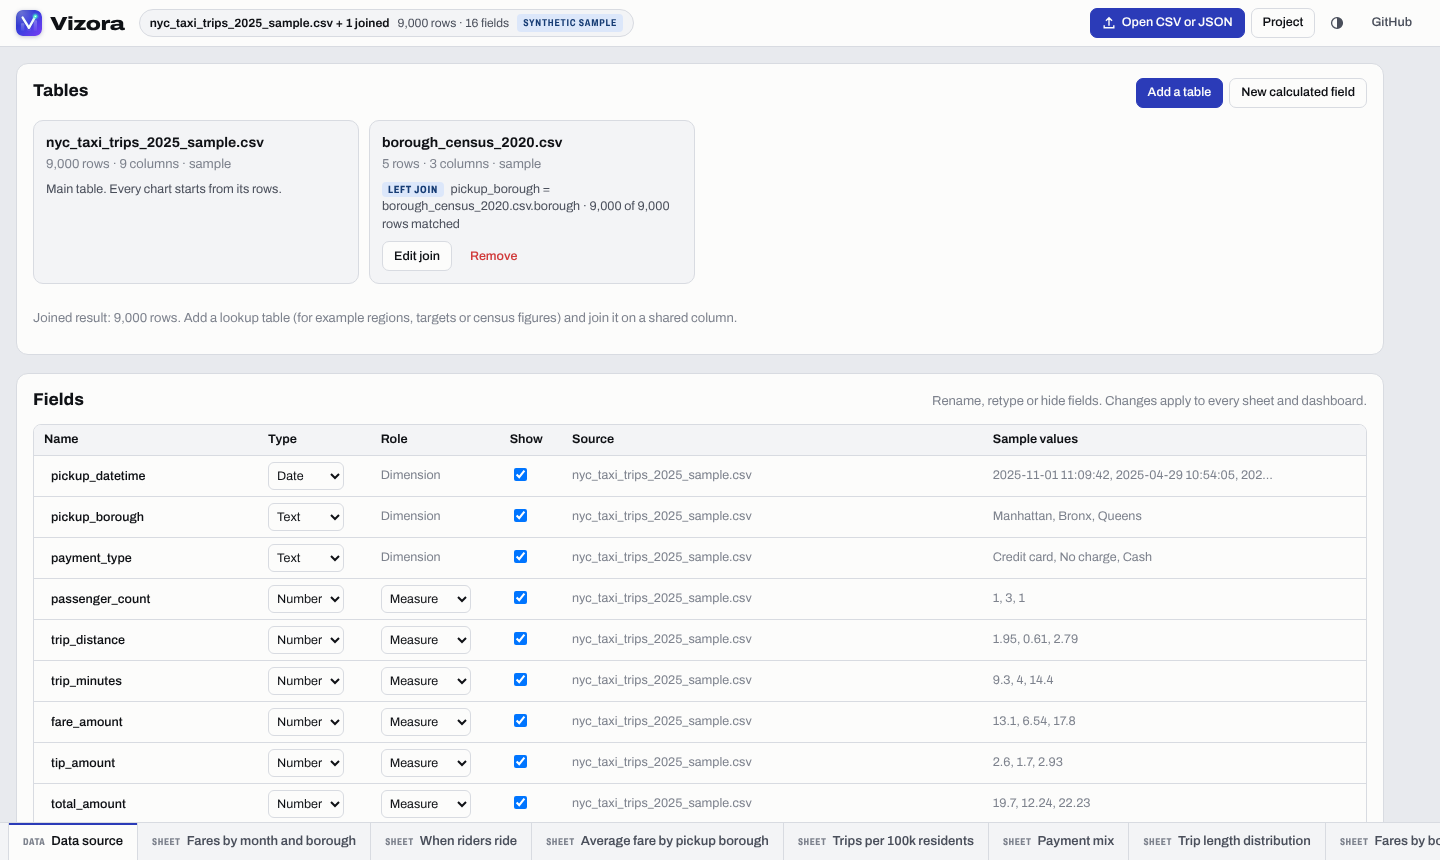 Vizora
nyc_taxi_trips_2025_sample.csv + 1 joined 9,000 rows · 16 fields SYNTHETIC SAMPLE
Open CSV or JSON Project GitHub
Tables
Add a table New calculated field
nyc_taxi_trips_2025_sample.csv
9,000 rows · 9 columns · sample
Main table. Every chart starts from its rows.
borough_census_2020.csv
5 rows · 3 columns · sample
LEFT JOIN pickup_borough =
borough_census_2020.csv.borough · 9,000 of 9,000
rows matched
Edit join Remove
Joined result: 9,000 rows. Add a lookup table (for example regions, targets or census figures) and join it on a shared column.
Fields
Rename, retype or hide fields. Changes apply to every sheet and dashboard.
Name Type Role Show Source Sample values
pickup_datetime Date Dimension nyc_taxi_trips_2025_sample.csv 2025-11-01 11:09:42, 2025-04-29 10:54:05, 202...
pickup_borough Text Dimension nyc_taxi_trips_2025_sample.csv Manhattan, Bronx, Queens
payment_type Text Dimension nyc_taxi_trips_2025_sample.csv Credit card, No charge, Cash
passenger_count Number Measure nyc_taxi_trips_2025_sample.csv 1, 3, 1
trip_distance Number Measure nyc_taxi_trips_2025_sample.csv 1.95, 0.61, 2.79
trip_minutes Number Measure nyc_taxi_trips_2025_sample.csv 9.3, 4, 14.4
fare_amount Number Measure nyc_taxi_trips_2025_sample.csv 13.1, 6.54, 17.8
tip_amount Number Measure nyc_taxi_trips_2025_sample.csv 2.6, 1.7, 2.93
total_amount Number Measure nyc_taxi_trips_2025_sample.csv 19.7, 12.24, 22.23
DATA Data source SHEET Fares by month and borough SHEET When riders ride SHEET Average fare by pickup borough SHEET Trips per 100k residents SHEET Payment mix SHEET Trip length distribution SHEET Fares by bo